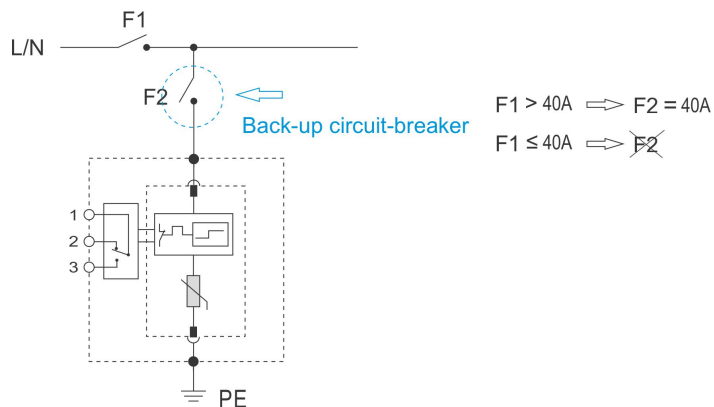 F1
L/N
F2
Back-up circuit-breaker
F1 > 40A F2 = 40A
F1 ≤ 40A F2
1
2
3
PE